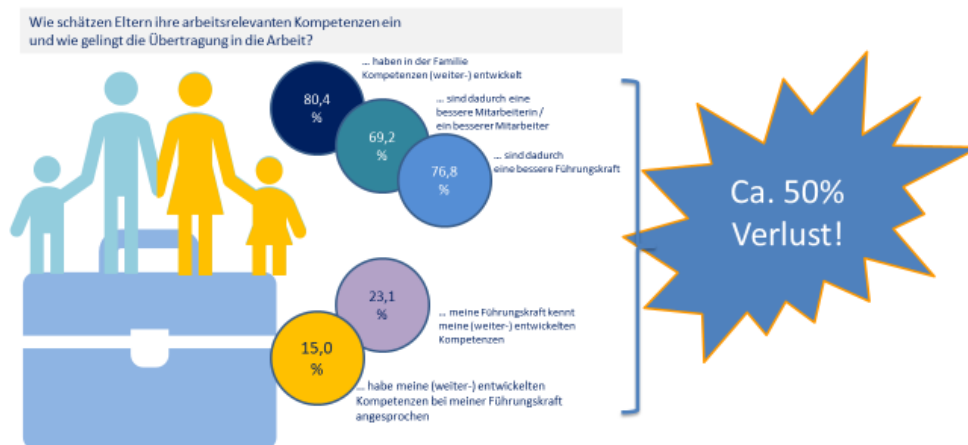 Wie schätzen Eltern ihre arbeitsrelevanten Kompetenzen ein
und wie gelingt die Übertragung in die Arbeit?
80,4
%
... haben in der Familie
Kompetenzen (weiter-) entwickelt
69,2
%
... sind dadurch eine
bessere Mitarbeiterin /
ein besserer Mitarbeiter
76,8
%
... sind dadurch
eine bessere Führungskraft
Ca. 50%
Verlust!
23,1
%
... meine Führungskraft kennt
meine (weiter-) entwickelten
Kompetenzen
15,0
%
... habe meine (weiter-) entwickelten
Kompetenzen bei meiner Führungskraft
angesprochen